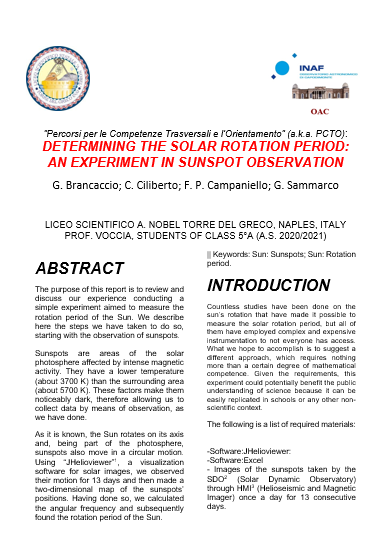 INAF
OAC
"Percorsi per le Competenze Trasversali e l'Orientamento" (a.k.a. PCTO):
DETERMINING THE SOLAR ROTATION PERIOD:
AN EXPERIMENT IN SUNSPOT OBSERVATION
G. Brancaccio; C. Ciliberto; F. P. Campaniello; G. Sammarco
LICEO SCIENTIFICO A. NOBEL TORRE DEL GRECO, NAPLES, ITALY
PROF. VOCCIA, STUDENTS OF CLASS 5°A (A.S. 2020/2021)
ABSTRACT
The purpose of this report is to review and
discuss our experience conducting a
simple experiment aimed to measure the
rotation period of the Sun. We describe
here the steps we have taken to do so,
starting with the observation of sunspots.
Sunspots are areas of the solar
photosphere affected by intense magnetic
activity. They have a lower temperature
(about 3700 K) than the surrounding area
(about 5700 K). These factors make them
noticeably dark, therefore allowing us to
collect data by means of observation, as
we have done.
As it is known, the Sun rotates on its axis
and, being part of the photosphere,
sunspots also move in a circular motion.
Using "JHelioviewer"¹, a visualization
software for solar images, we observed
their motion for 13 days and then made a
two-dimensional map of the sunspots'
positions. Having done so, we calculated
the angular frequency and subsequently
found the rotation period of the Sun.
Keywords: Sun: Sunspots; Sun: Rotation
period.
INTRODUCTION
Countless studies have been done on the
sun's rotation that have made it possible to
measure the solar rotation period, but all of
them have employed complex and expensive
instrumentation to not everyone has access.
What we hope to accomplish is to suggest a
different approach, which requires nothing
more than a certain degree of mathematical
competence. Given the requirements, this
experiment could potentially benefit the public
understanding of science because it can be
easily replicated in schools or any other non-
scientific context.
The following is a list of required materials:
-Software:JHelioviewer:
-Software:Excel
- Images of the sunspots taken by the
SDO² (Solar Dynamic Observatory)
through HMI³ (Helioseismic and Magnetic
Imager) once a day for 13 consecutive
days.